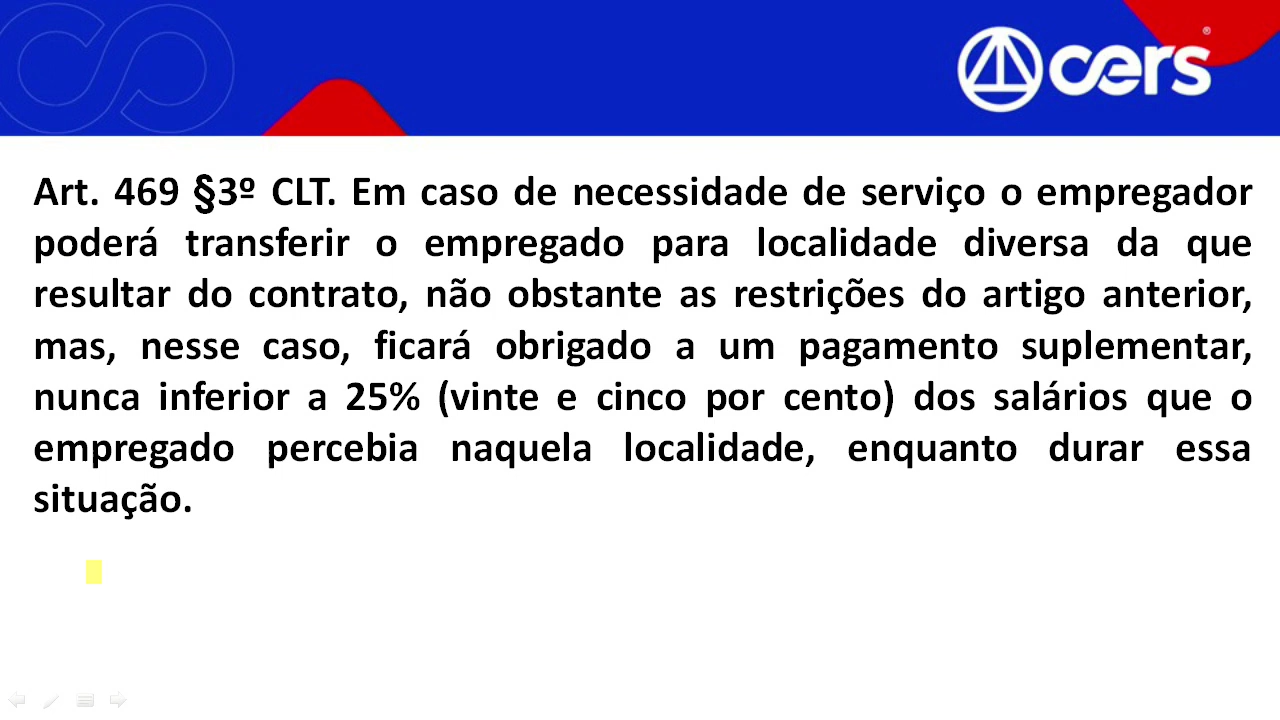 cers®
Art. 469 §3º CLT. Em caso de necessidade de serviço o empregador
poderá transferir o empregado para localidade diversa da que
resultar do contrato, não obstante as restrições do artigo anterior,
mas, nesse caso, ficará obrigado a um pagamento suplementar,
nunca inferior a 25% (vinte e cinco por cento) dos salários que o
empregado percebia naquela localidade, enquanto durar essa
situação.